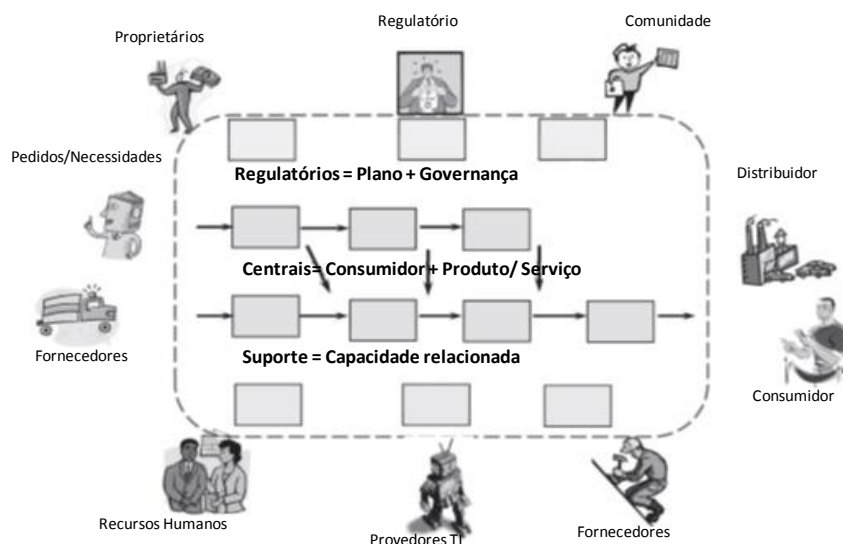 Regulatório
Comunidade
Proprietários
Pedidos/Necessidades
Regulatórios = Plano + Governança
Distribuidor
Centrais= Consumidor + Produto/ Serviço
Fornecedores
Suporte = Capacidade relacionada
Consumidor
Recursos Humanos
Provedores TI
Fornecedores